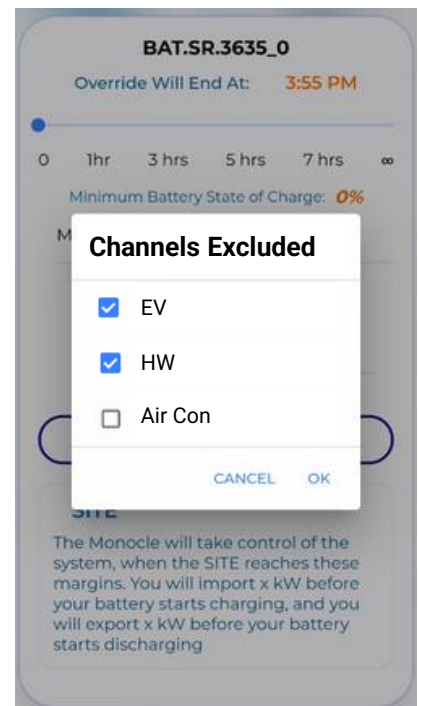 BAT.SR.3635_0
Override Will End At: 3:55 PM
0 1hr 3 hrs 5 hrs 7 hrs ∞
Minimum Battery State of Charge: 0%
M
Channels Excluded
EV
HW
Air Con
CANCEL OK
SITE
The Monocle will take control of the
system, when the SITE reaches these
margins. You will import x kW before
your battery starts charging, and you
will export x kW before your battery
starts discharging